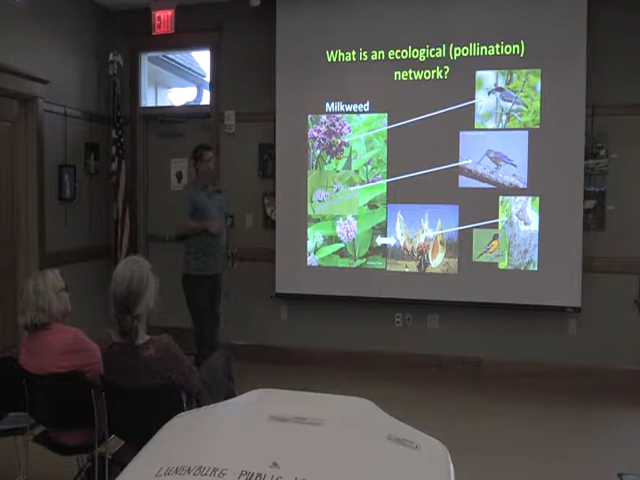 EXIT
What is an ecological (pollination)
network?
Milkweed
LUNENBURG PUBLIC